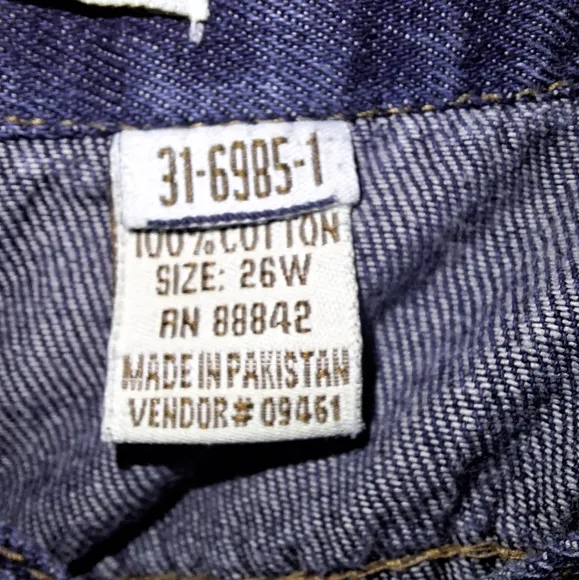 31-6985-1
100% COTTON
SIZE: 26W
RN 88842
MADE IN PAKISTAN
VENDOR# 09461